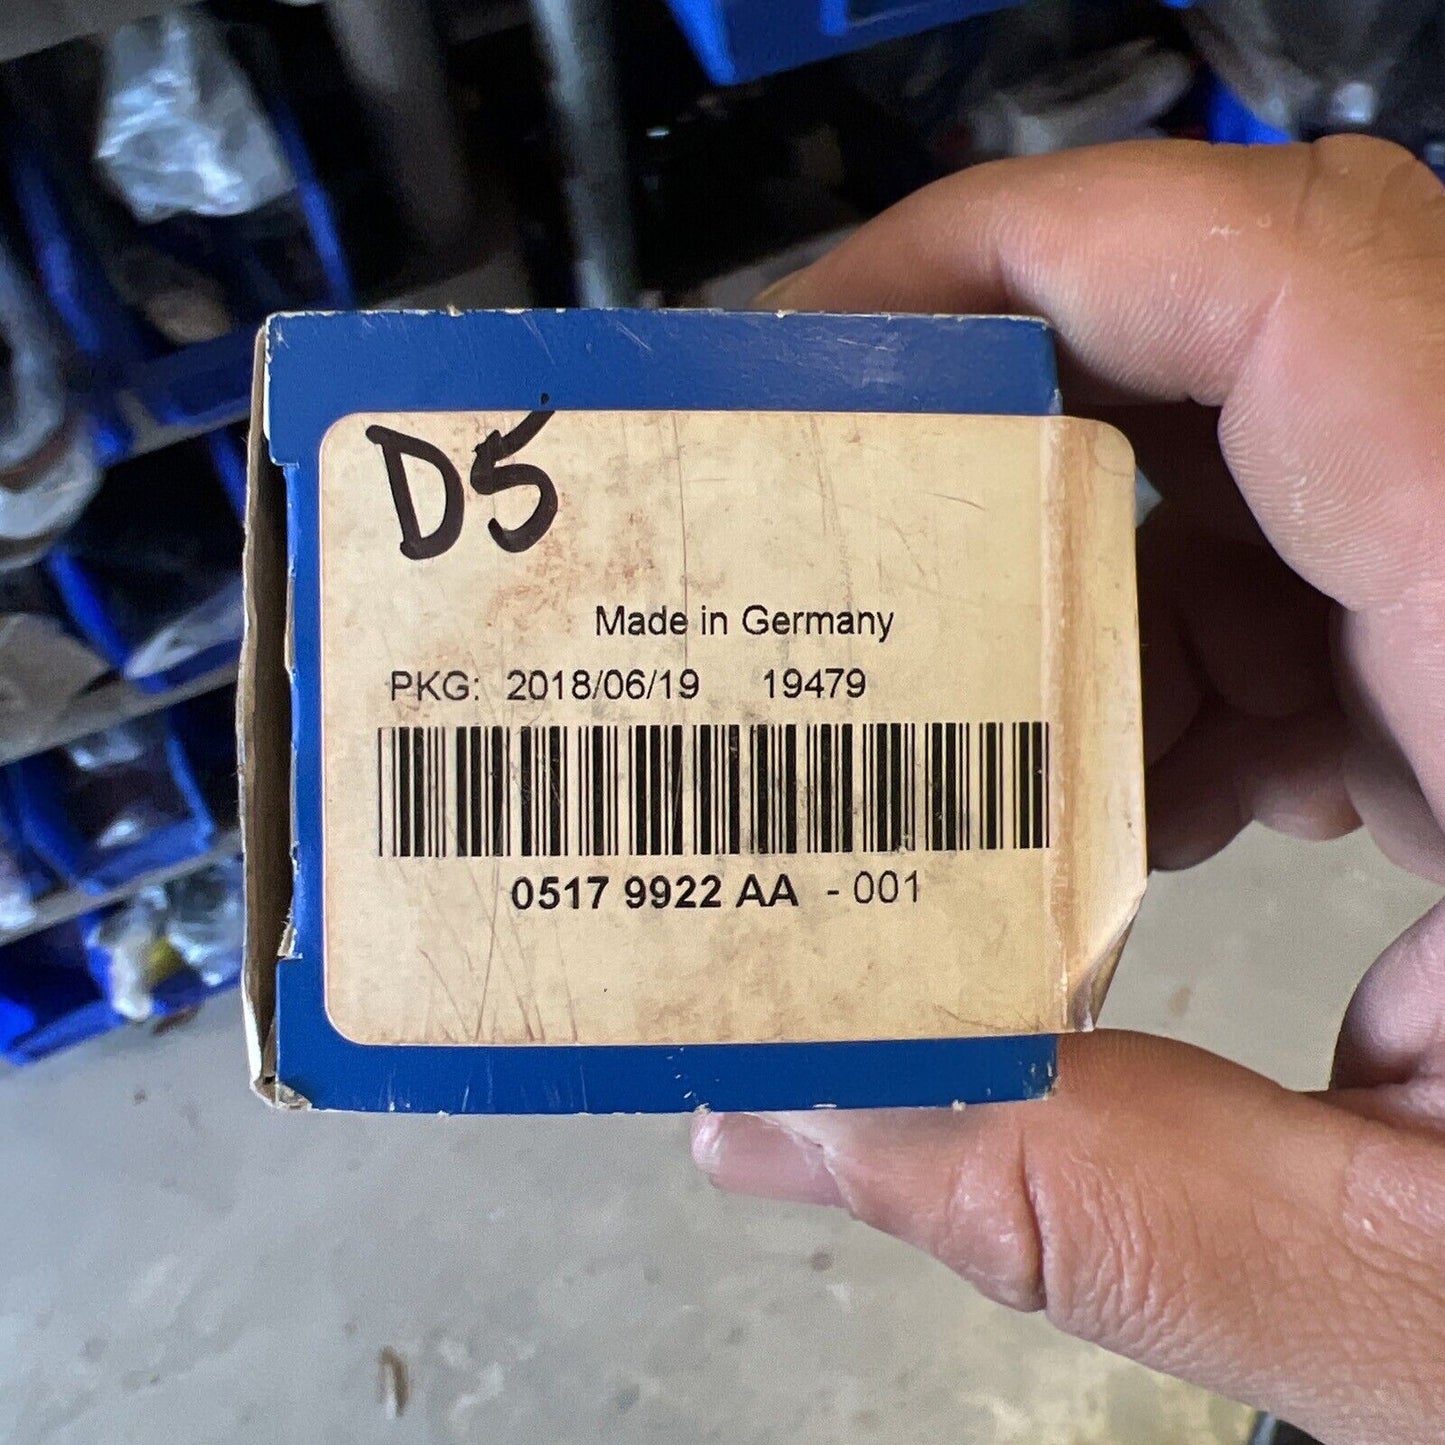 D5
Made in Germany
PKG: 2018/06/19 19479
0517 9922 AA - 001